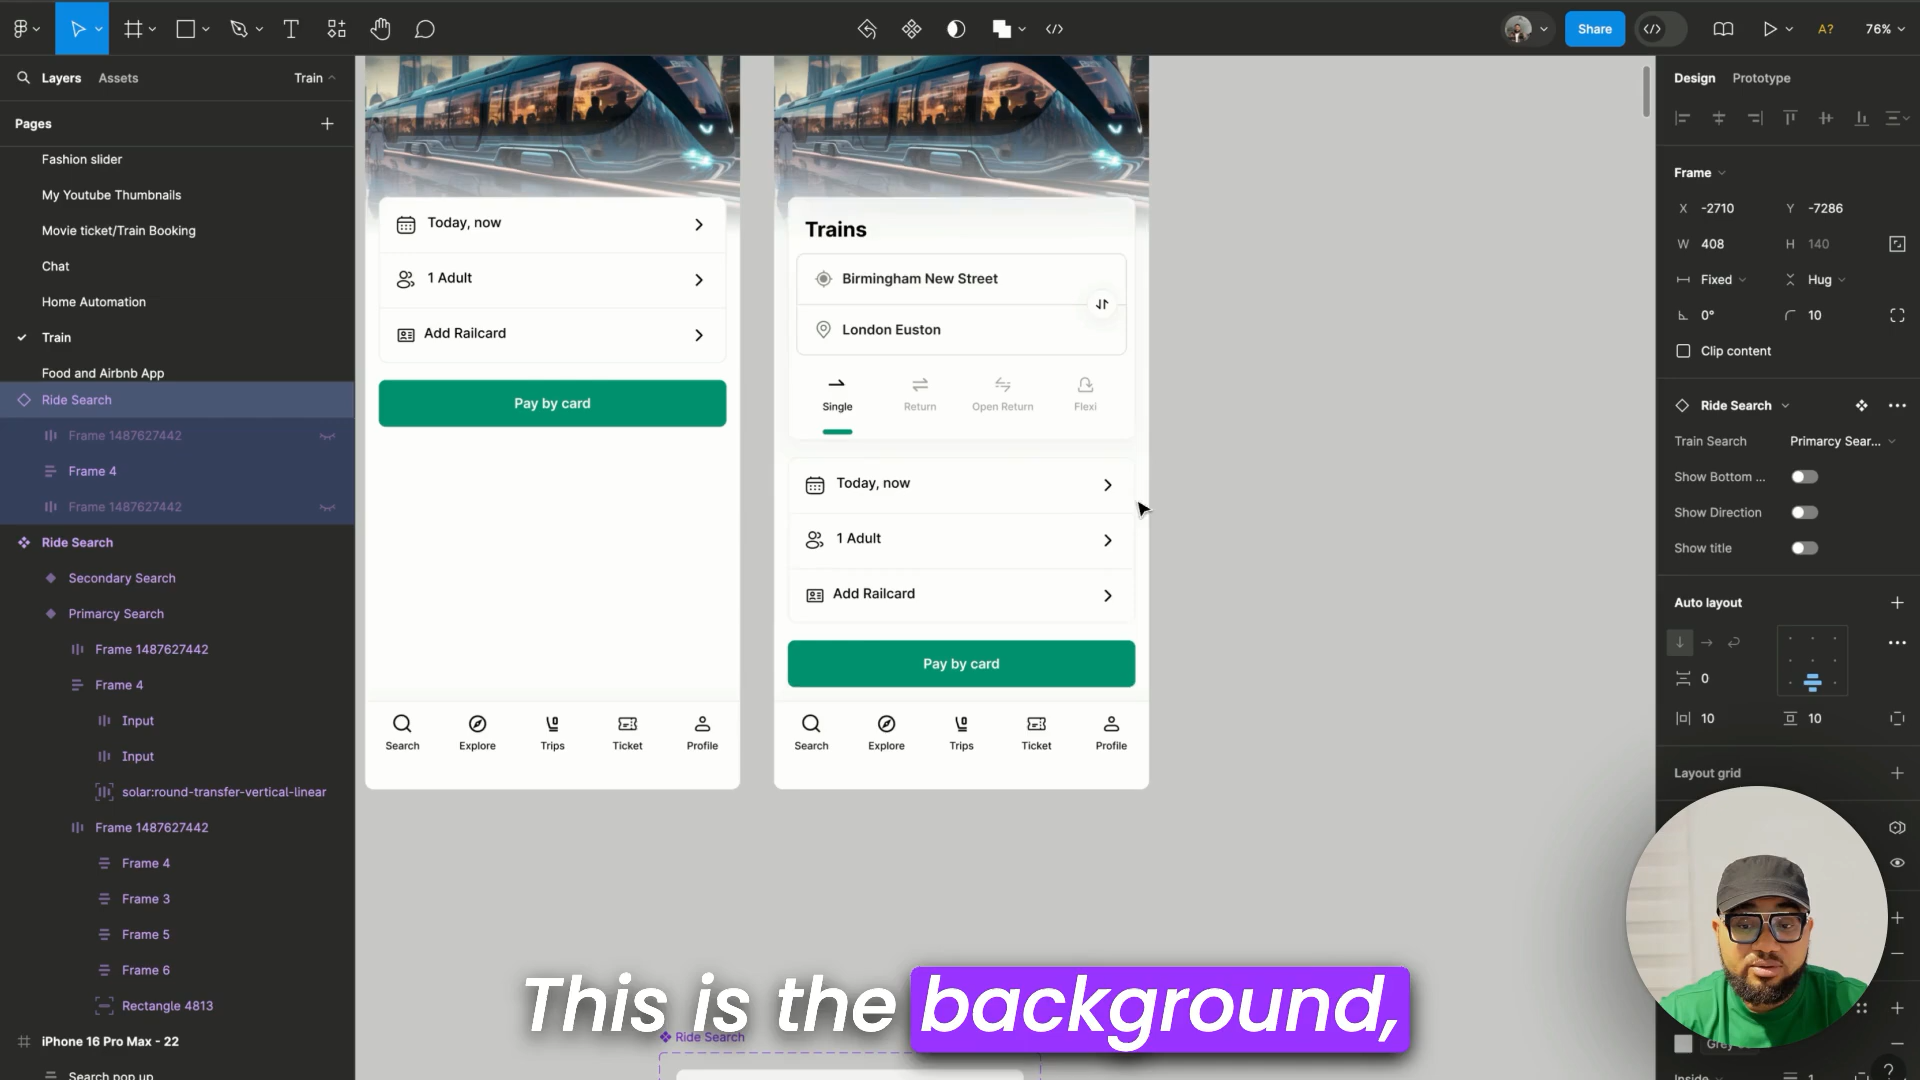 Share
A?
76%
Layers
Assets
Train
Pages
Fashion slider
My Youtube Thumbnails
Movie ticket/Train Booking
Chat
Home Automation
Train
Food and Airbnb App
Ride Search
Frame 1487627442
Frame 4
Frame 1487627442
Ride Search
Secondary Search
Primarcy Search
Frame 1487627442
Frame 4
Input
Input
solar:round-transfer-vertical-linear
Frame 1487627442
Frame 4
Frame 3
Frame 5
Frame 6
Rectangle 4813
iPhone 16 Pro Max - 22
Search pop up
Today, now
1 Adult
Add Railcard
Pay by card
Search Explore Trips Ticket Profile
Trains
Birmingham New Street
London Euston
Single Return Open Return Flexi
Today, now
1 Adult
Add Railcard
Pay by card
Search Explore Trips Ticket Profile
This is the background,
Ride Search
Design Prototype
Frame
X -2710 Y -7286
W 408 H 140
Fixed Hug
0° 10
Clip content
Ride Search
Train Search Primarcy Sear...
Show Bottom ...
Show Direction
Show title
Auto layout
0
10 10
Layout grid
Inside 1
?